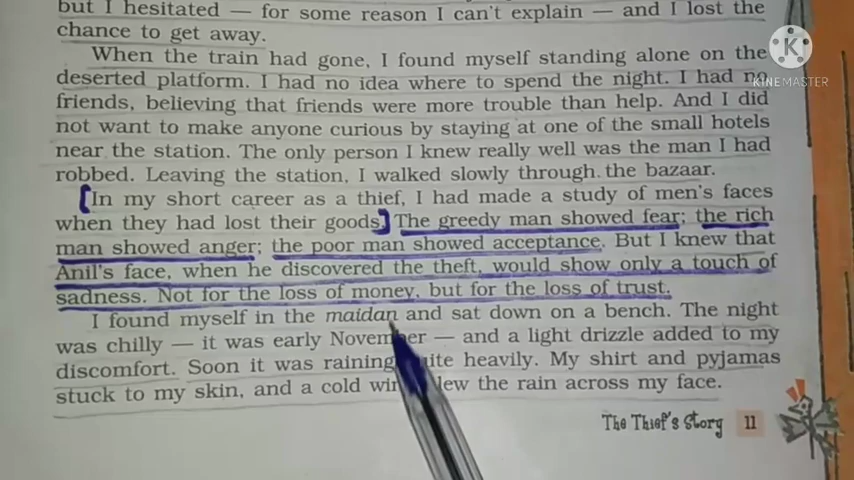 but I hesitated — for some reason I can't explain — and I lost the
chance to get away.
When the train had gone, I found myself standing alone on the
deserted platform. I had no idea where to spend the night. I had no
friends, believing that friends were more trouble than help. And I did
not want to make anyone curious by staying at one of the small hotels
near the station. The only person I knew really well was the man I had
robbed. Leaving the station, I walked slowly through the bazaar.
[In my short career as a thief, I had made a study of men's faces
when they had lost their goods.] The greedy man showed fear; the rich
man showed anger; the poor man showed acceptance. But I knew that
Anil's face, when he discovered the theft, would show only a touch of
sadness. Not for the loss of money, but for the loss of trust.
I found myself in the maidan and sat down on a bench. The night
was chilly — it was early November — and a light drizzle added to my
discomfort. Soon it was raining quite heavily. My shirt and pyjamas
stuck to my skin, and a cold wind blew the rain across my face.
The Thief's Story 11
K
KINEMASTER